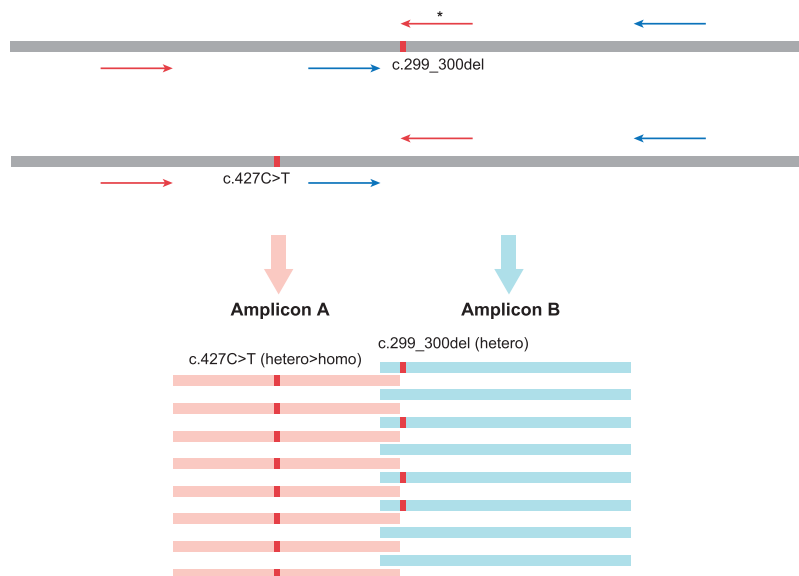 *
c.299_300del
c.427C>T
Amplicon A
Amplicon B
c.299_300del (hetero)
c.427C>T (hetero>homo)